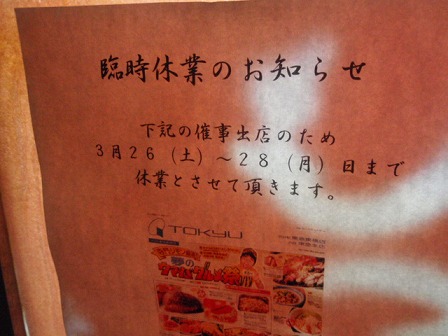 臨時休業のお知らせ
下記の催事出店のため
3月26(土)~28(月)日まで
休業とさせて頂きます。
TOKYU